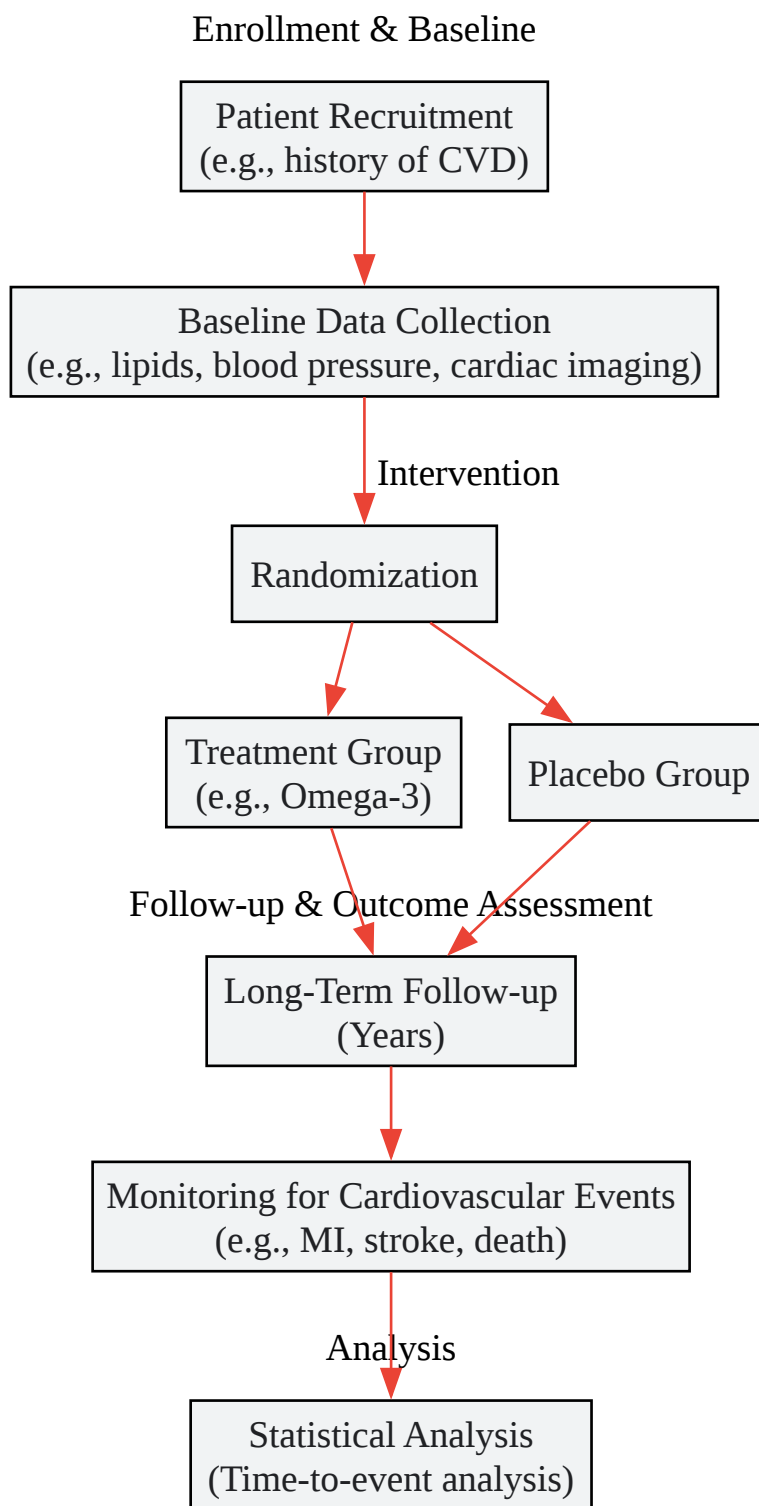 Enrollment & Baseline
Patient Recruitment
(e.g., history of CVD)
Baseline Data Collection
(e.g., lipids, blood pressure, cardiac imaging)
Intervention
Randomization
Treatment Group
(e.g., Omega-3)
Placebo Group
Follow-up & Outcome Assessment
Long-Term Follow-up
(Years)
Monitoring for Cardiovascular Events
(e.g., MI, stroke, death)
Analysis
Statistical Analysis
(Time-to-event analysis)